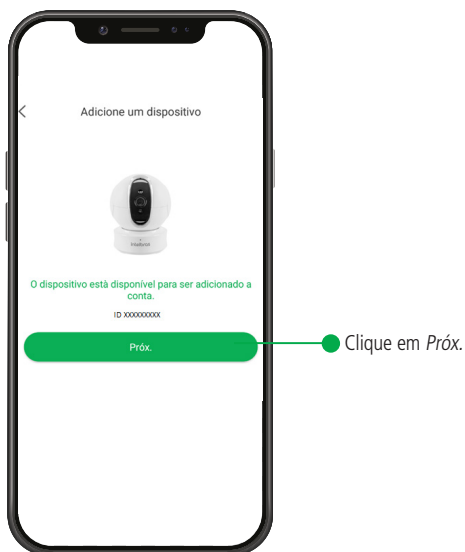 Adicione um dispositivo
intelbras
O dispositivo está disponível para ser adicionado a
conta.
ID XXXXXXXXX
Próx.
Clique em Próx.